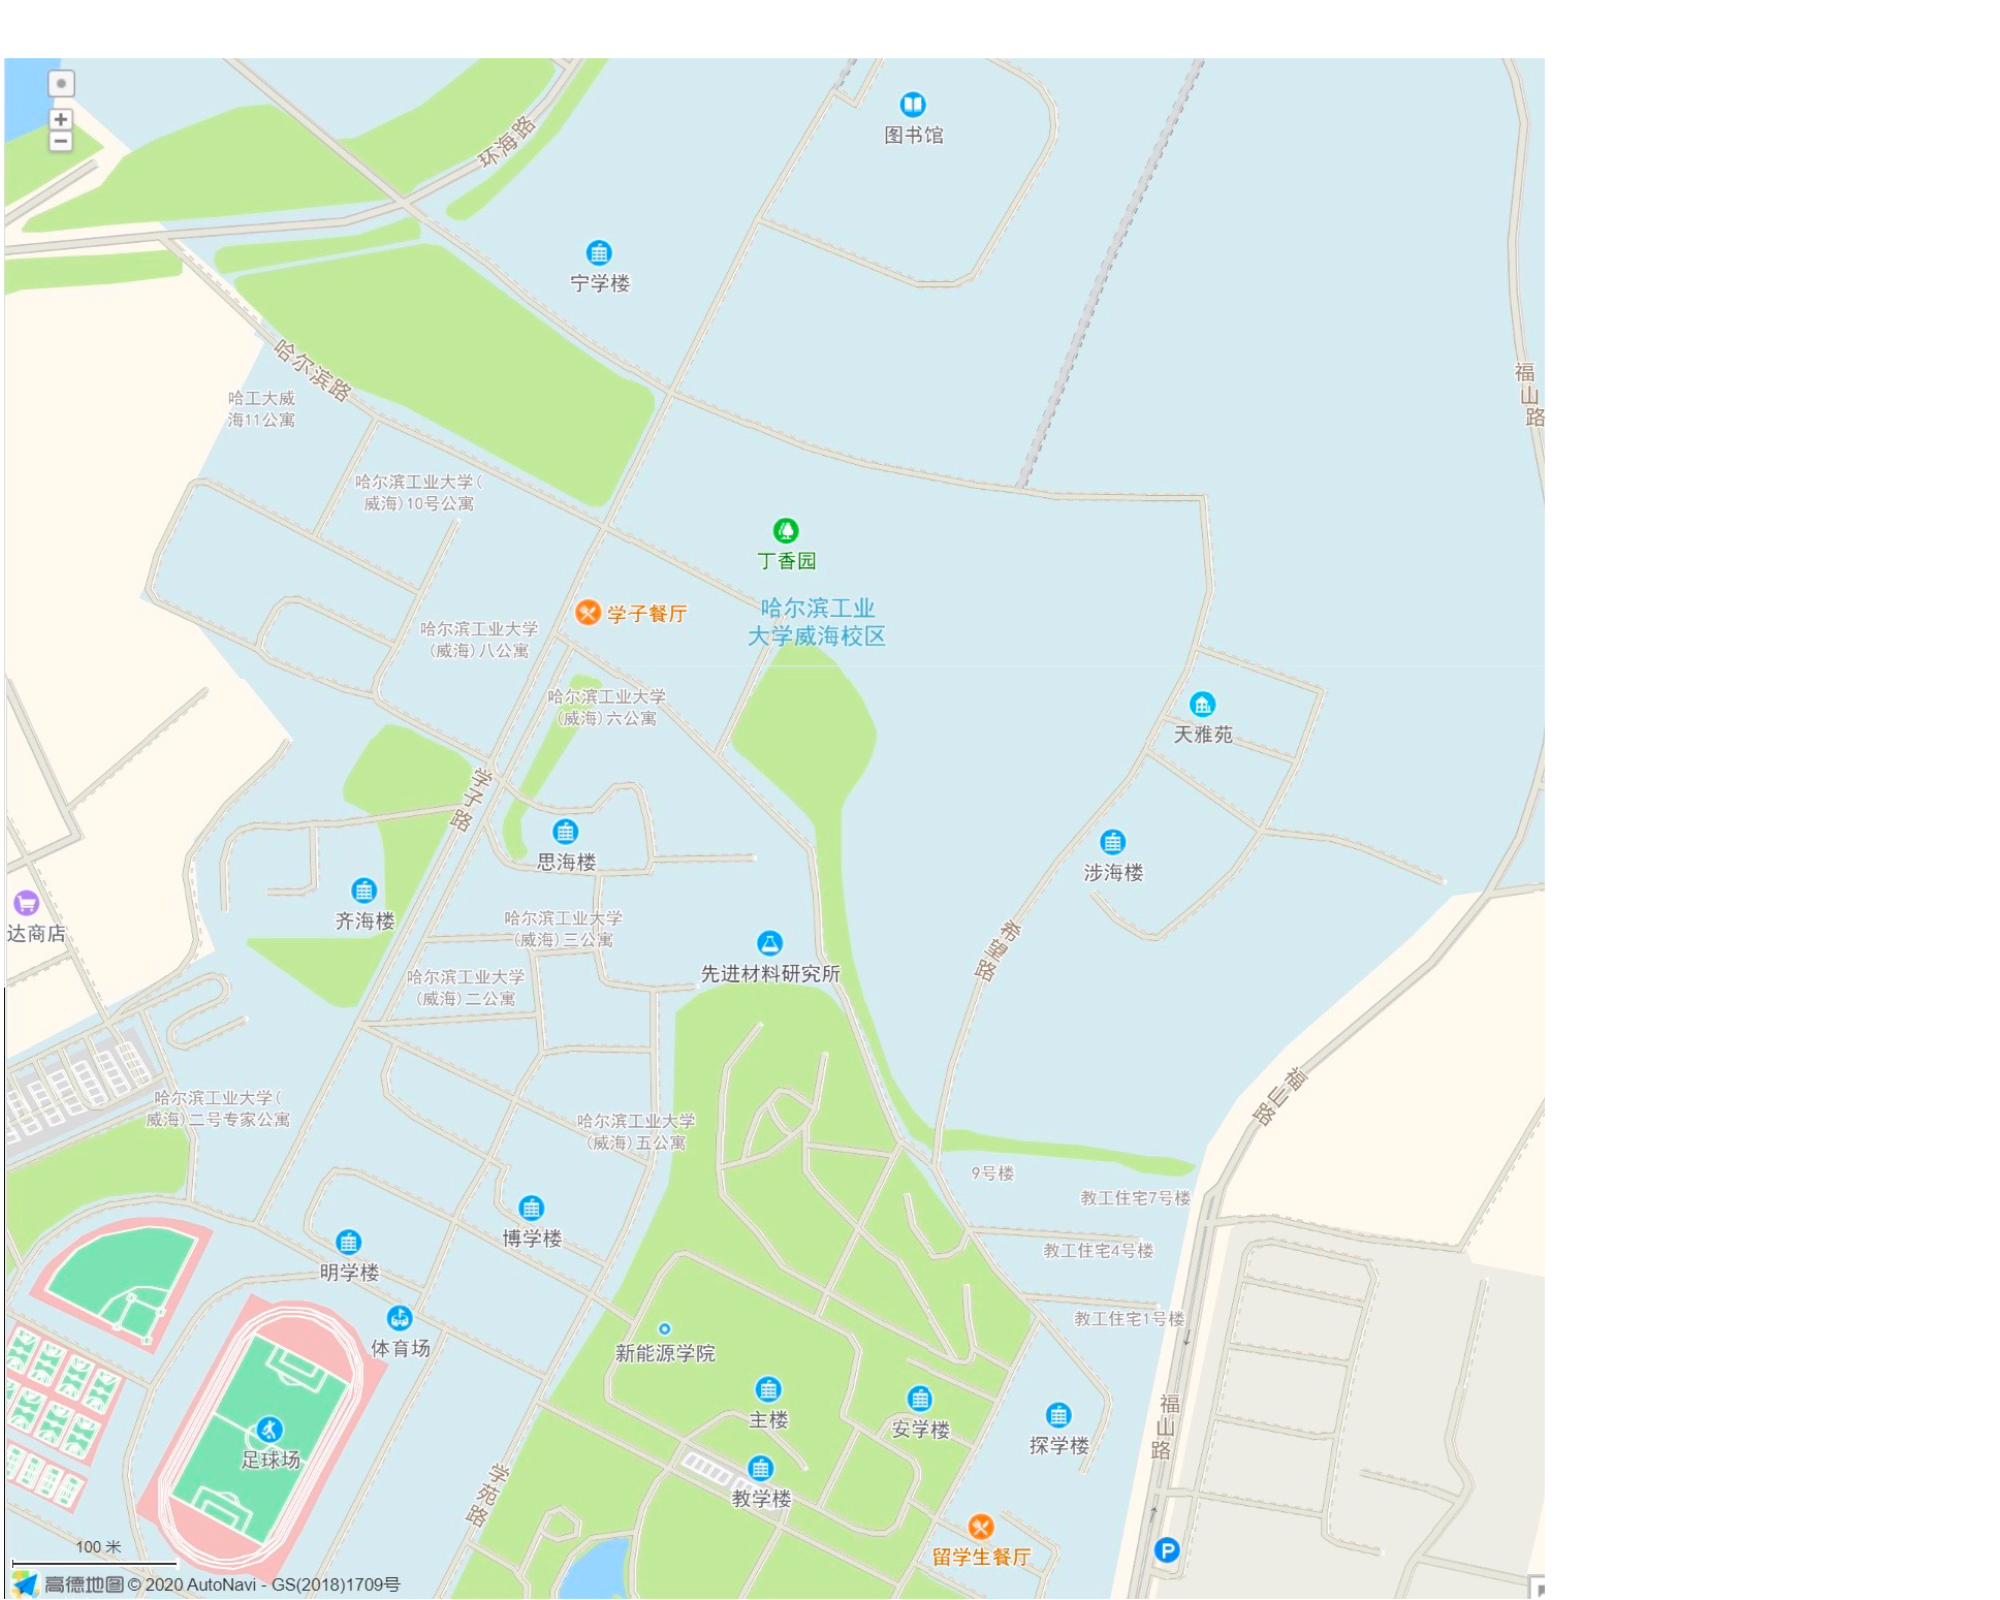 图书馆
环海路
宁学楼
哈尔滨路
福山路
哈工大威
海11公寓
哈尔滨工业大学(
威海)10号公寓
丁香园
学子餐厅
哈尔滨工业
大学威海校区
哈尔滨工业大学
(威海)八公寓
哈尔滨工业大学
(威海)六公寓
天雅苑
学子路
思海楼
涉海楼
齐海楼
达商店
哈尔滨工业大学
(威海)三公寓
希望路
先进材料研究所
哈尔滨工业大学
(威海)二公寓
哈尔滨工业大学(
威海)二号专家公寓
福山路
哈尔滨工业大学
(威海)五公寓
9号楼
教工住宅7号楼
博学楼
教工住宅4号楼
明学楼
教工住宅1号楼
体育场
新能源学院
主楼
安学楼
探学楼
福山路
足球场
教学楼
学苑路
留学生餐厅
P
100 米
高德地图 © 2020 AutoNavi - GS(2018)1709号